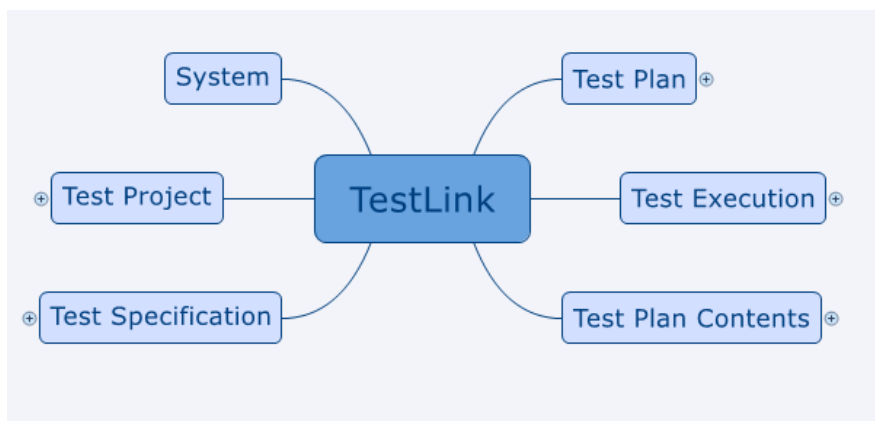 System
Test Plan
Test Project
TestLink
Test Execution
Test Specification
Test Plan Contents